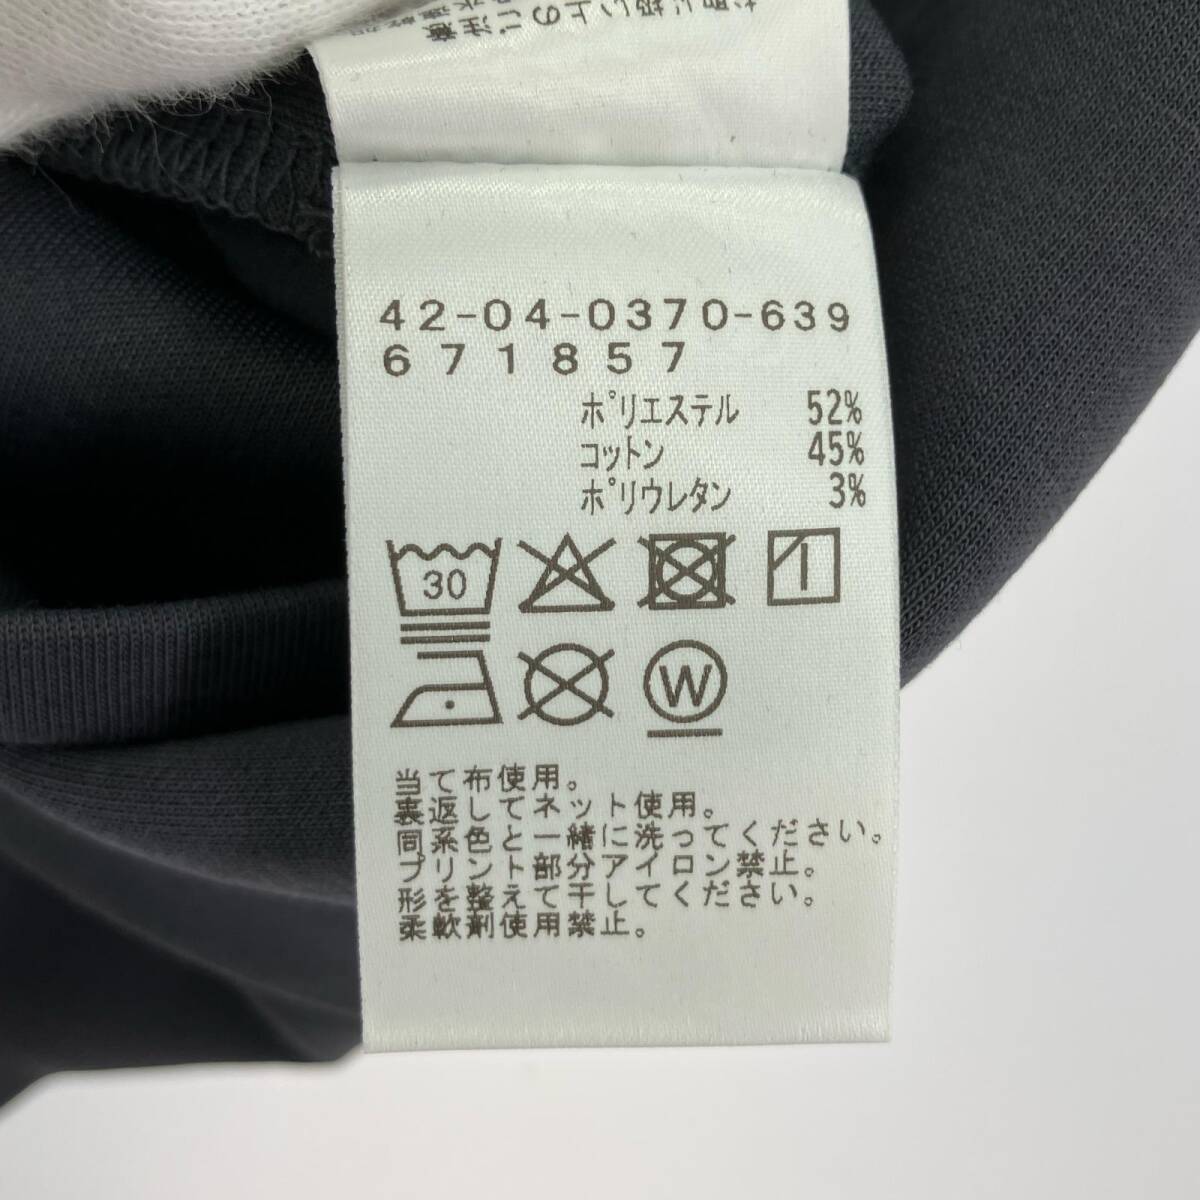 42-04-0370-639
671857
ポリエステル 52%
コットン 45%
ポリウレタン 3%
30
W
当て布使用。
裏返してネット使用。
同系色と一緒に洗ってください。
プリント部分アイロン禁止。
形を整えて干してください。
柔軟剤使用禁止。